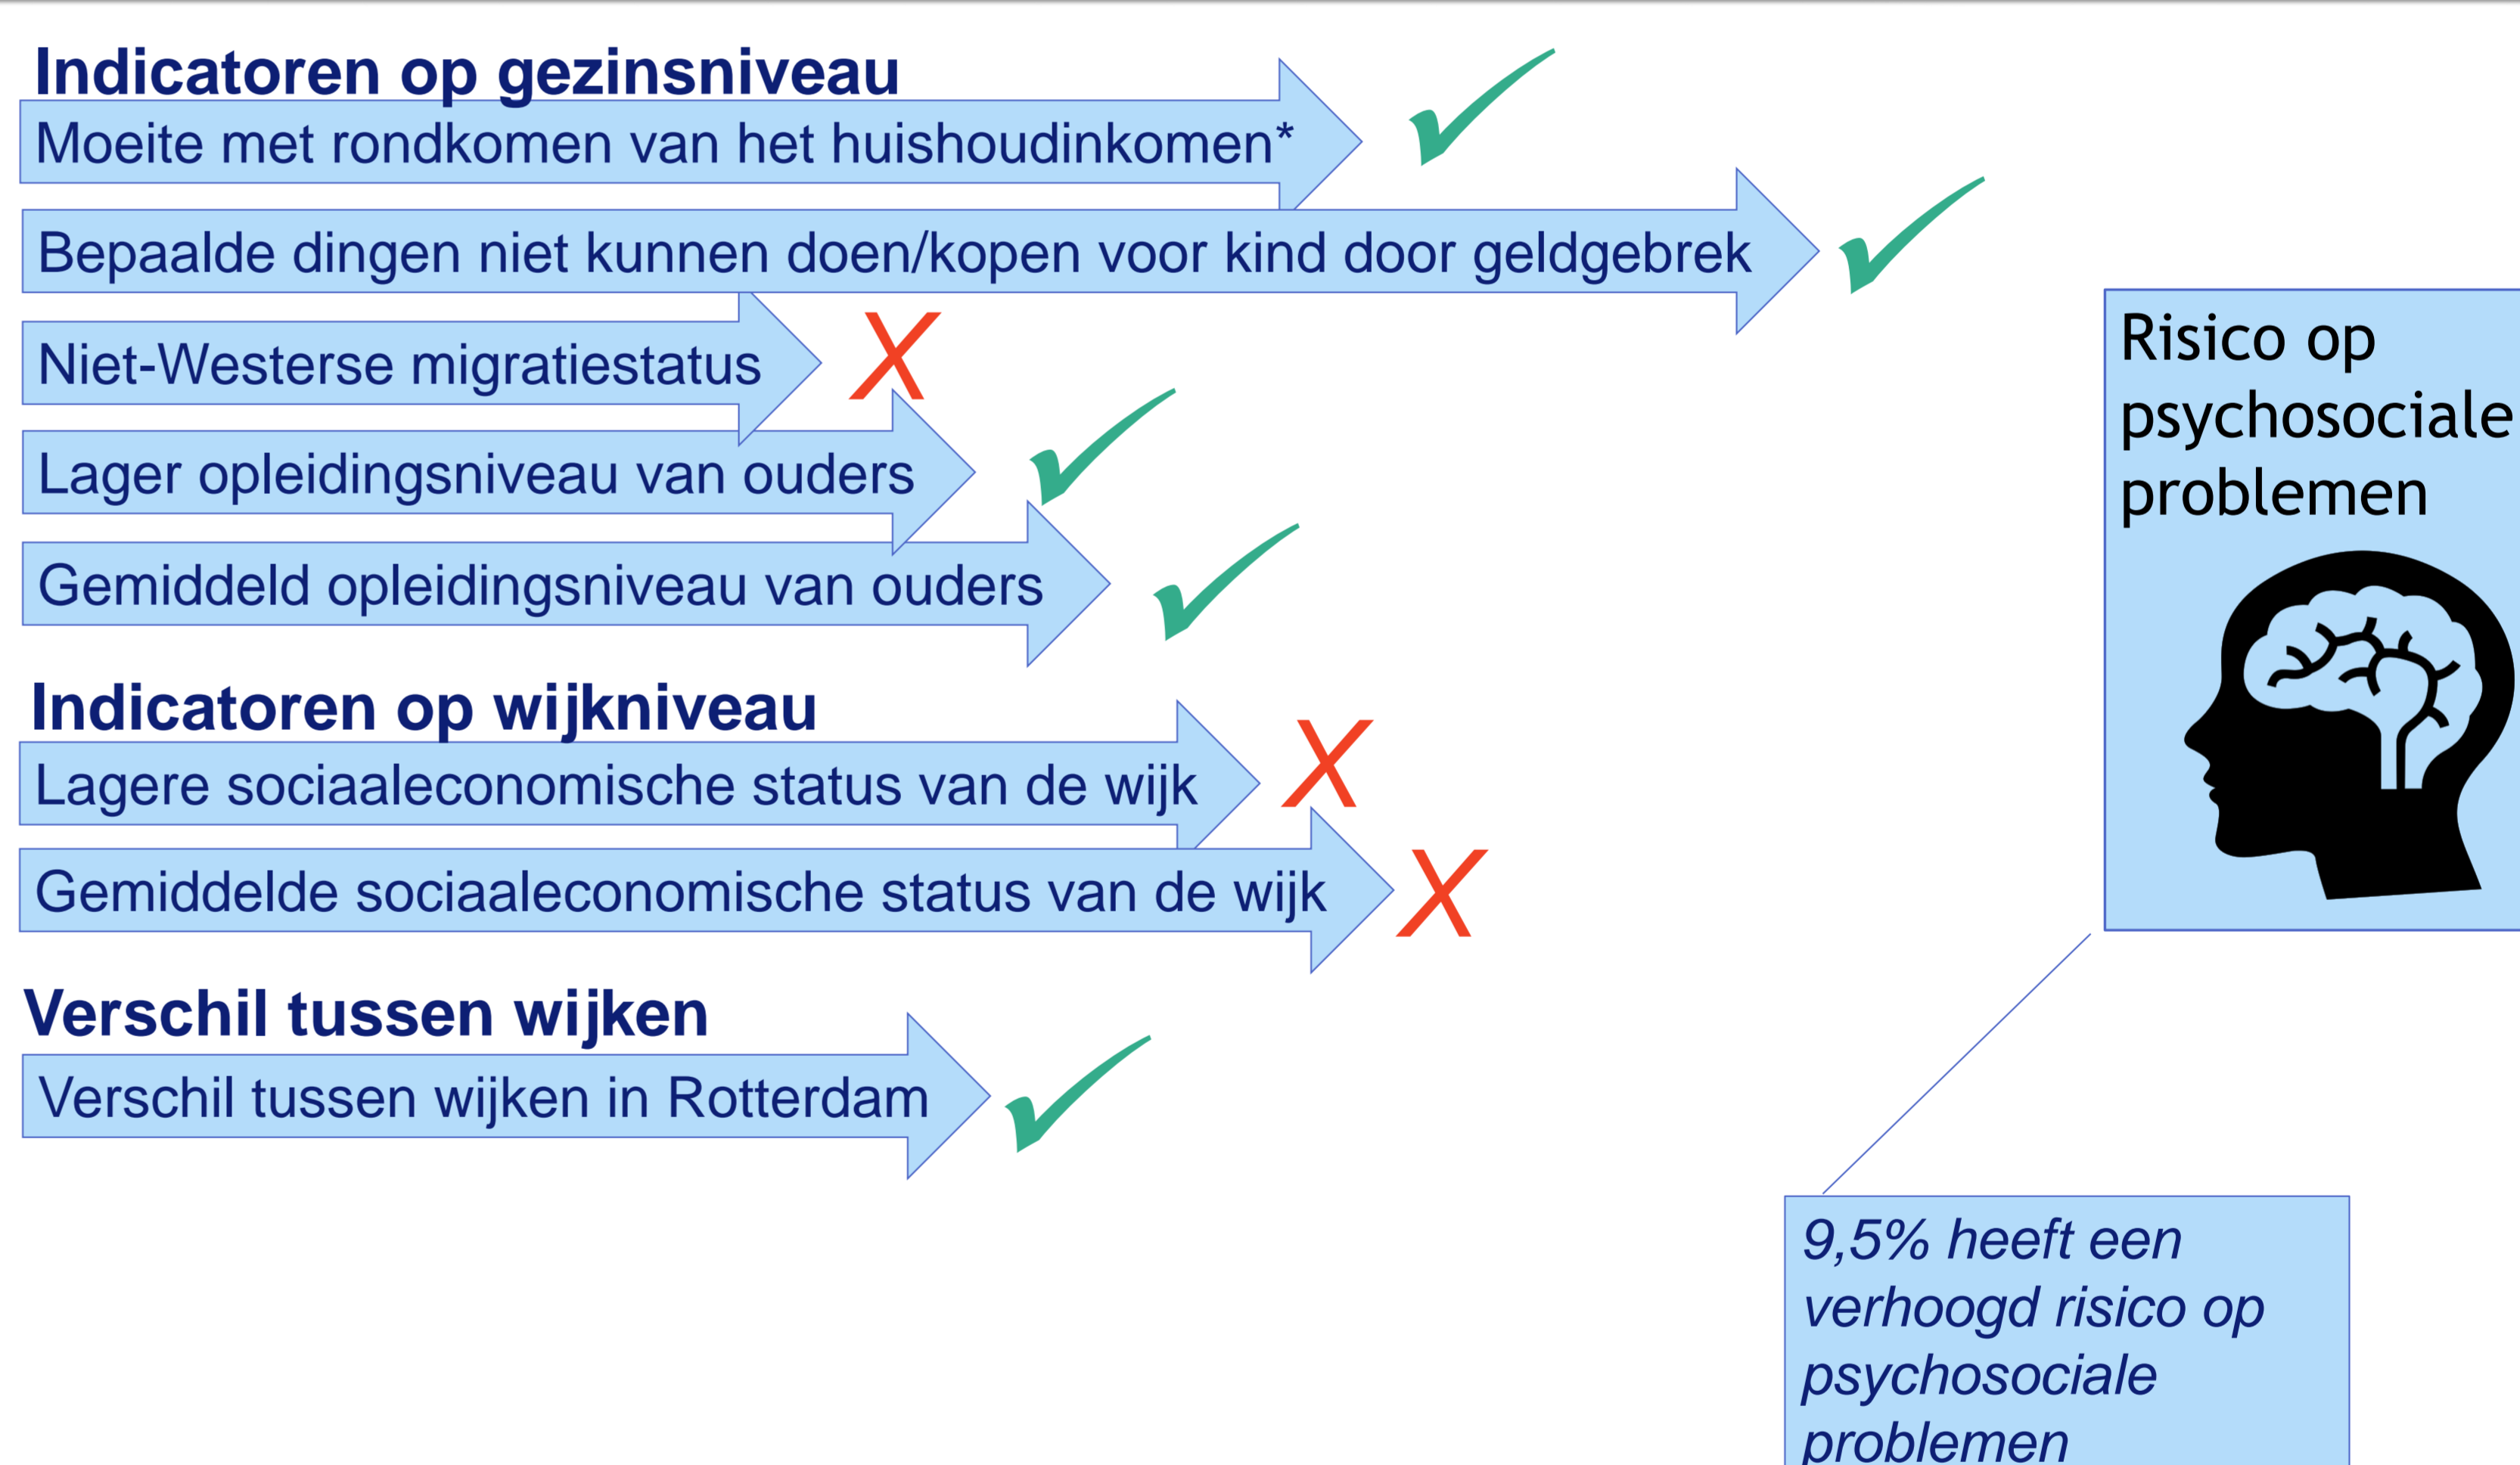 Indicatoren op gezinsniveau
Moeite met rondkomen van het huishoudinkomen*
Bepaalde dingen niet kunnen doen/kopen voor kind door geldgebrek
Niet-Westerse migratiestatus
Lager opleidingsniveau van ouders
Gemiddeld opleidingsniveau van ouders
Indicatoren op wijkniveau
Lagere sociaaleconomische status van de wijk
Gemiddelde sociaaleconomische status van de wijk
Verschil tussen wijken
Verschil tussen wijken in Rotterdam
Risico op
psychosociale
problemen
9,5% heeft een
verhoogd risico op
psychosociale
problemen